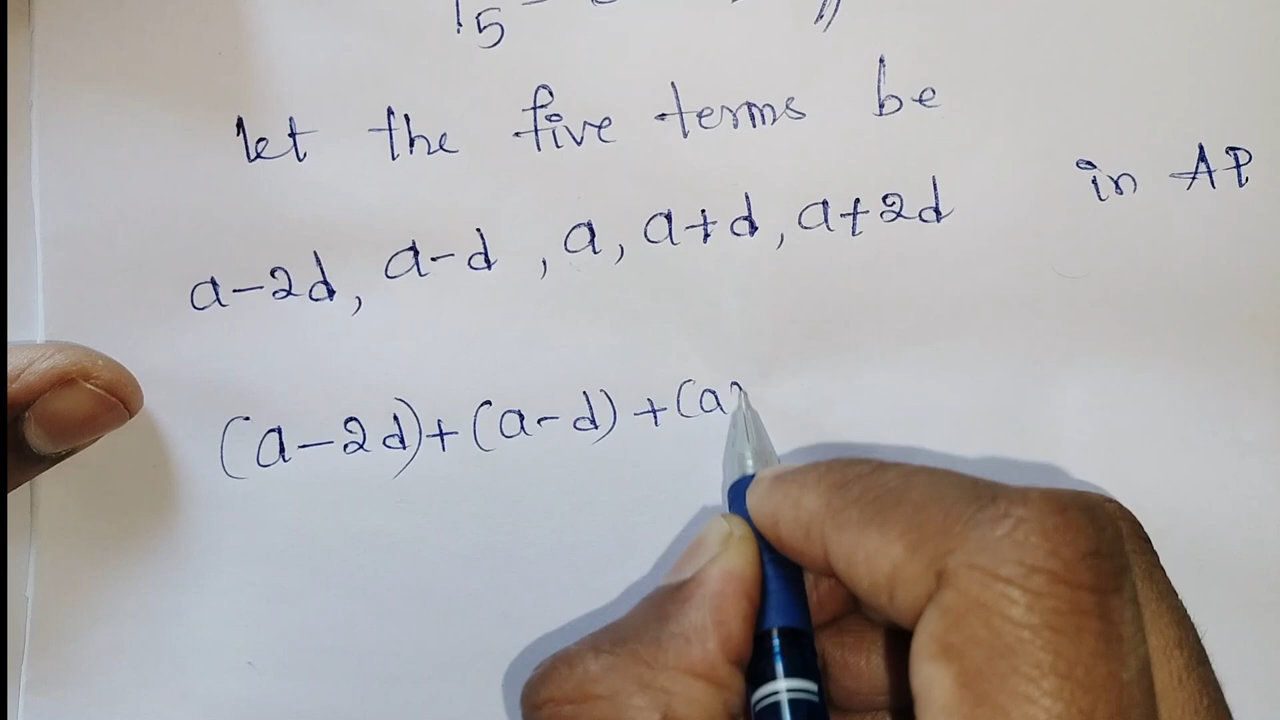 let the five terms be
a-2d, a-d, a, a+d, a+2d in AP
(a-2d)+(a-d)+(a